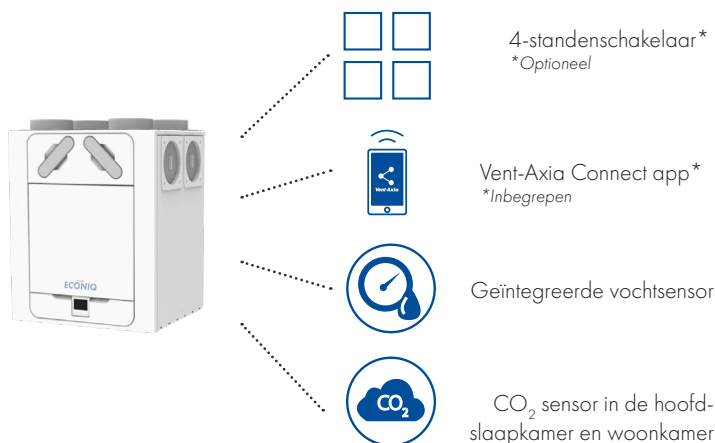 4-standenschakelaar*
*Optioneel
Vent-Axia
Vent-Axia Connect app*
*Inbegrepen
ECONIQ
Geïntegreerde vochtsensor
CO₂
CO₂ sensor in de hoofd-
slaapkamer en woonkamer